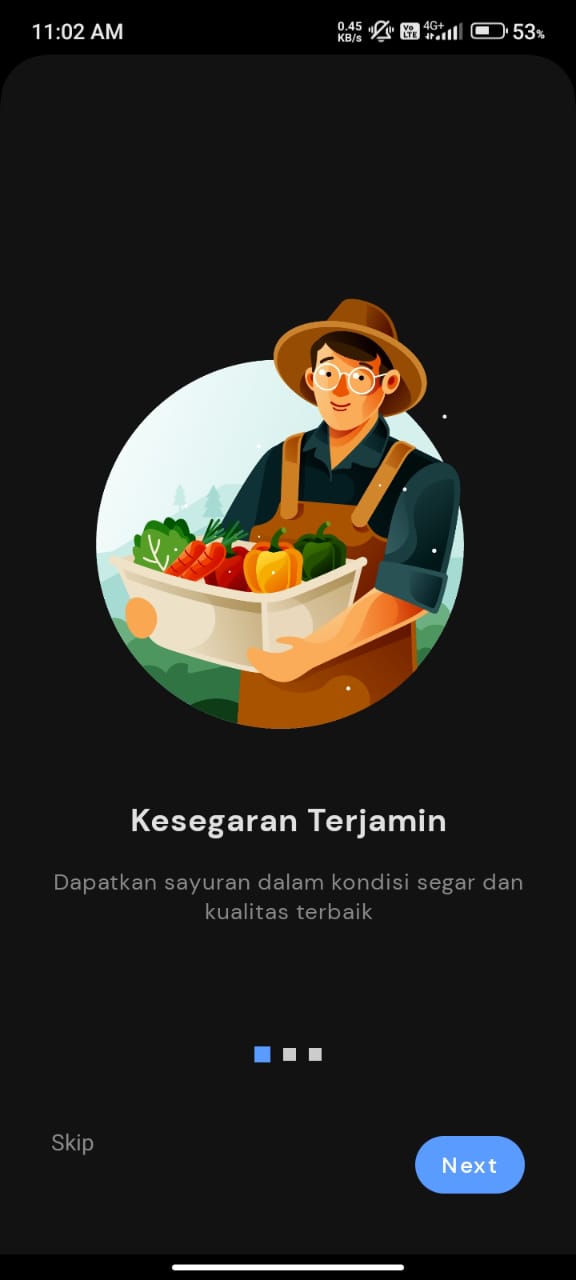 11:02 AM
0.45 KB/s Vo LTE 4G+ 53%
Kesegaran Terjamin
Dapatkan sayuran dalam kondisi segar dan
kualitas terbaik
Skip
Next